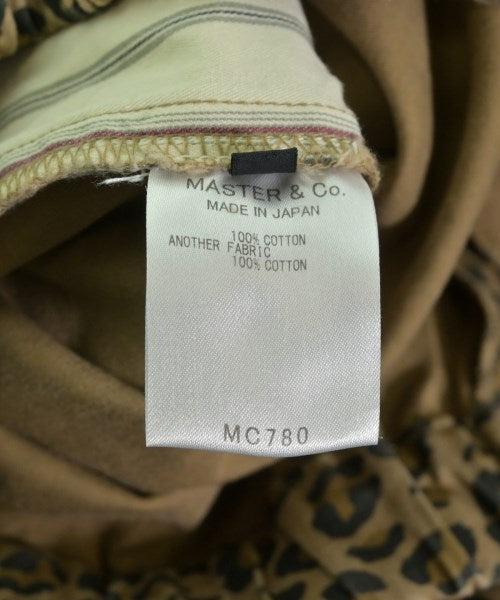 MASTER & Co.
MADE IN JAPAN
100% COTTON
ANOTHER FABRIC
100% COTTON
MC780